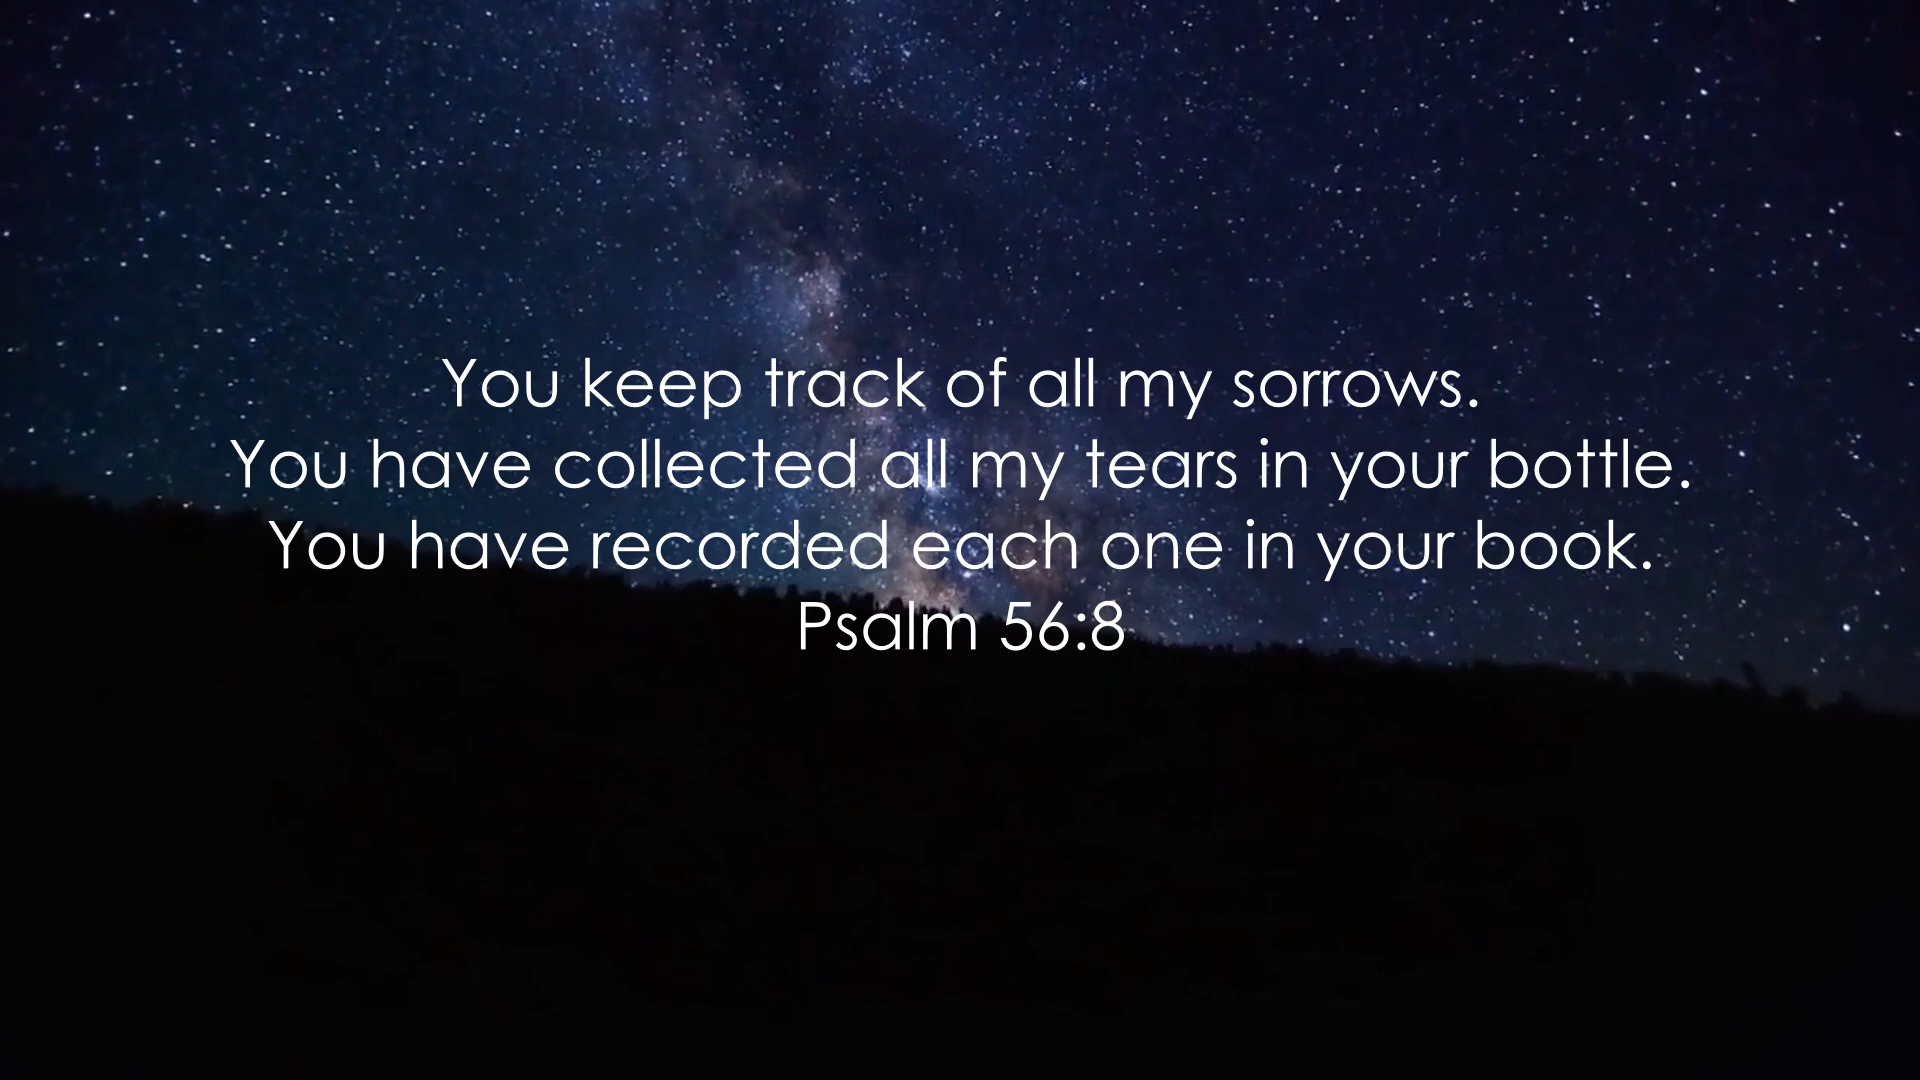 You keep track of all my sorrows.
You have collected all my tears in your bottle.
You have recorded each one in your book.
Psalm 56:8